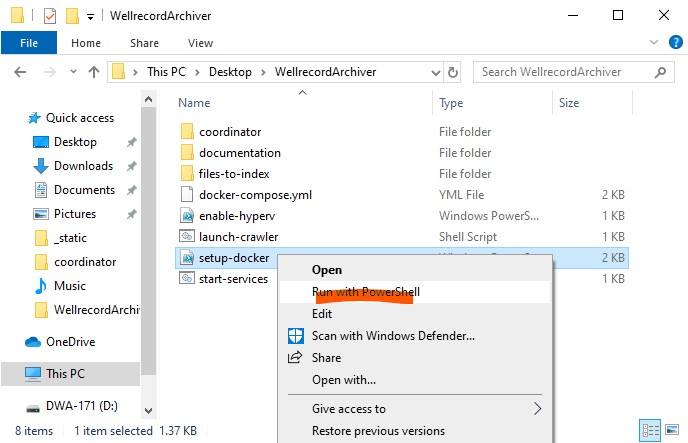 WellrecordArchiver
File
Home
Share
View
This PC
Desktop
WellrecordArchiver
Search WellrecordArchiver
Name
Type
Size
Quick access
Desktop
Downloads
Documents
Pictures
_static
coordinator
Music
WellrecordArchiver
OneDrive
This PC
DWA-171 (D:)
coordinator File folder
documentation File folder
files-to-index File folder
docker-compose.yml YML File 2 KB
enable-hyperv Windows PowerS... 1 KB
launch-crawler Shell Script 1 KB
setup-docker 2 KB
start-services 1 KB
Open
Run with PowerShell
Edit
Scan with Windows Defender...
Share
Open with...
Give access to
Restore previous versions
8 items 1 item selected 1.37 KB